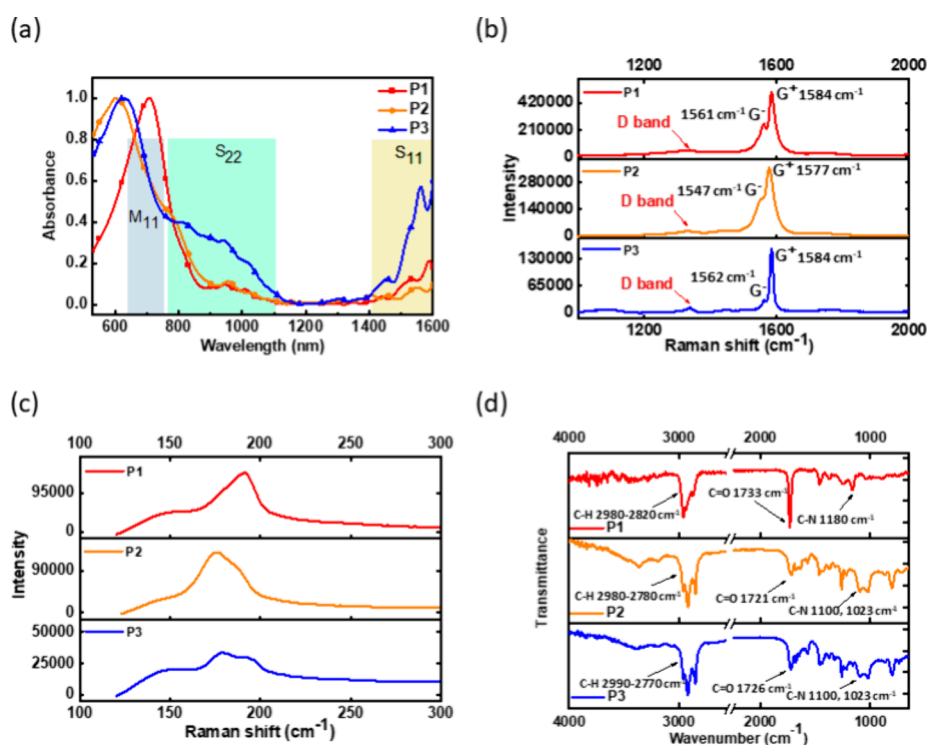 (a)
P1
P2
P3
S22
S11
M11
1.0
0.8
0.6
0.4
0.2
0.0
Absorbance
600 800 1000 1200 1400 1600
Wavelength (nm)
(b)
1200 1600 2000
420000
210000
0
P1
D band
1561 cm-1 G-
G+ 1584 cm-1
280000
140000
0
P2
D band
1547 cm-1 G-
G+ 1577 cm-1
130000
65000
0
P3
D band
1562 cm-1
G-
G+ 1584 cm-1
Intensity
1200 1600 2000
Raman shift (cm-1)
(c)
100 150 200 250 300
95000
0
P1
90000
0
P2
50000
25000
0
P3
Intensity
100 150 200 250 300
Raman shift (cm-1)
(d)
4000 3000 2000 1000
C-H 2980-2820 cm-1
C=O 1733 cm-1
C-N 1180 cm-1
P1
C-H 2980-2780 cm-1
C=O 1721 cm-1
C-N 1100, 1023 cm-1
P2
C-H 2990-2770 cm-1
C=O 1726 cm-1
C-N 1100, 1023 cm-1
P3
Transmittance
4000 3000 2000 1000
Wavenumber (cm-1)